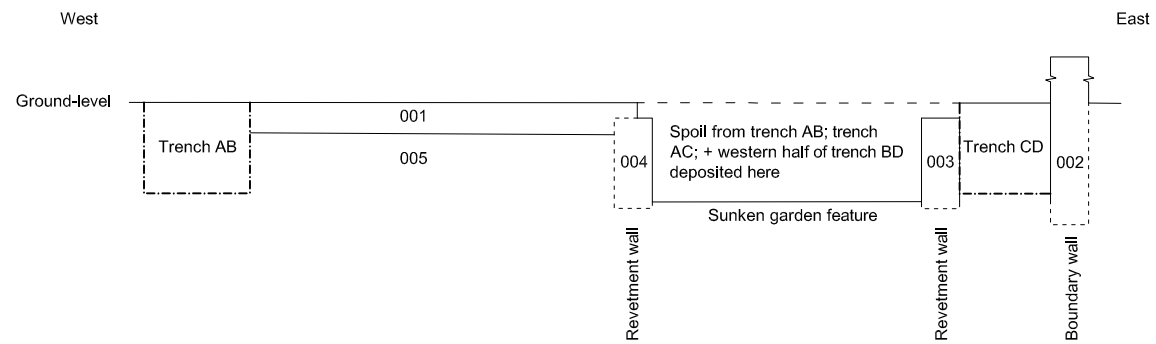 West
East
Ground-level
001
Trench AB
005
004
Spoil from trench AB; trench
AC; + western half of trench BD
deposited here
003
Trench CD
002
Sunken garden feature
Revetment wall
Revetment wall
Boundary wall